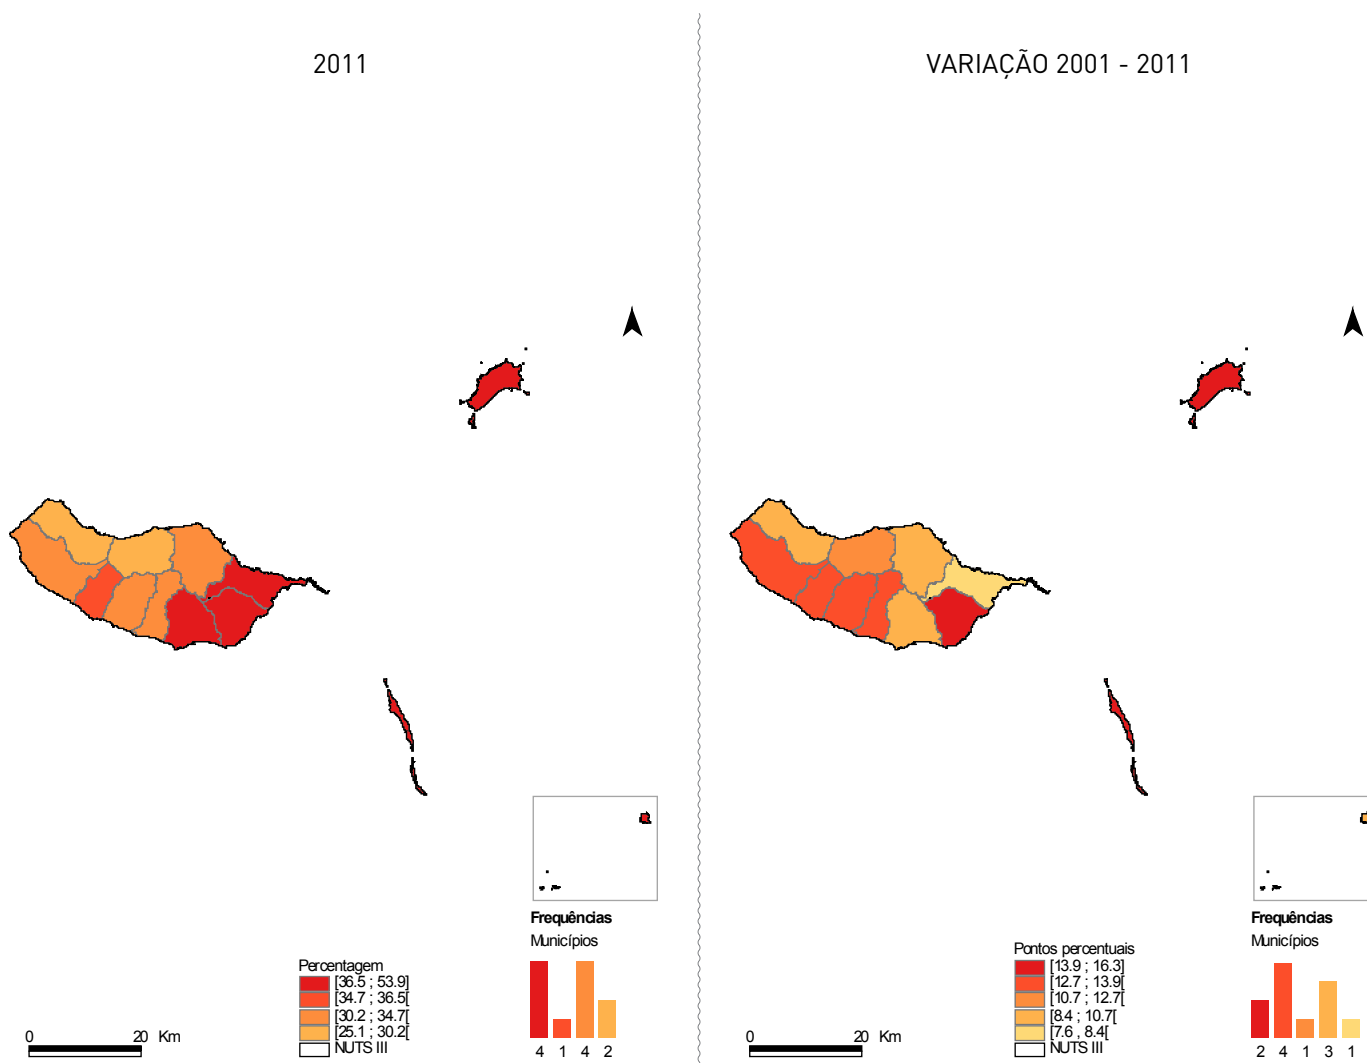 2011
0 20 Km
Percentagem
[36.5 ; 53.9]
[34.7 ; 36.5[
[30.2 ; 34.7[
[25.1 ; 30.2[
NUTS III
Frequências
Municípios
4 1 4 2
VARIAÇÃO 2001 - 2011
0 20 Km
Pontos percentuais
[13.9 ; 16.3]
[12.7 ; 13.9[
[10.7 ; 12.7[
[8.4 ; 10.7[
[7.6 ; 8.4[
NUTS III
Frequências
Municípios
2 4 1 3 1